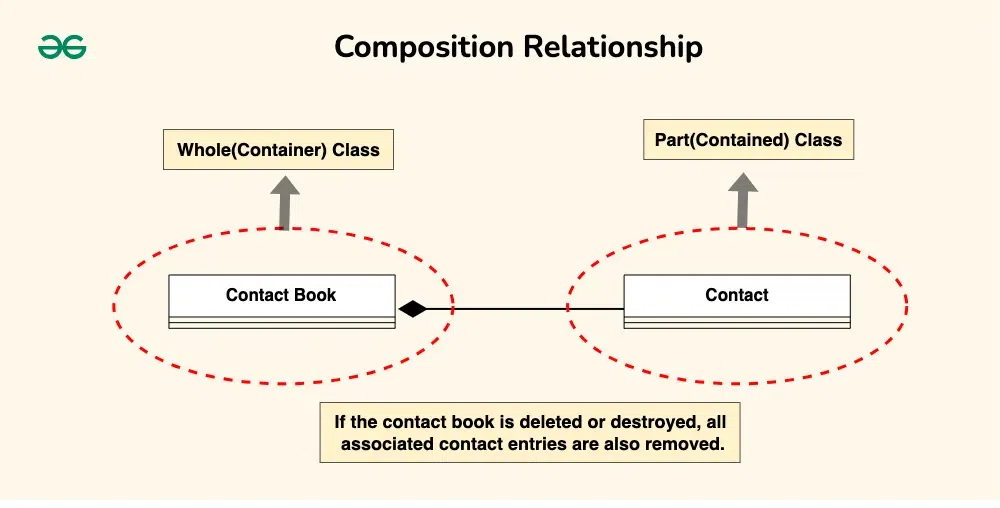 Composition Relationship
Whole(Container) Class
Part(Contained) Class
Contact Book
Contact
If the contact book is deleted or destroyed, all
associated contact entries are also removed.